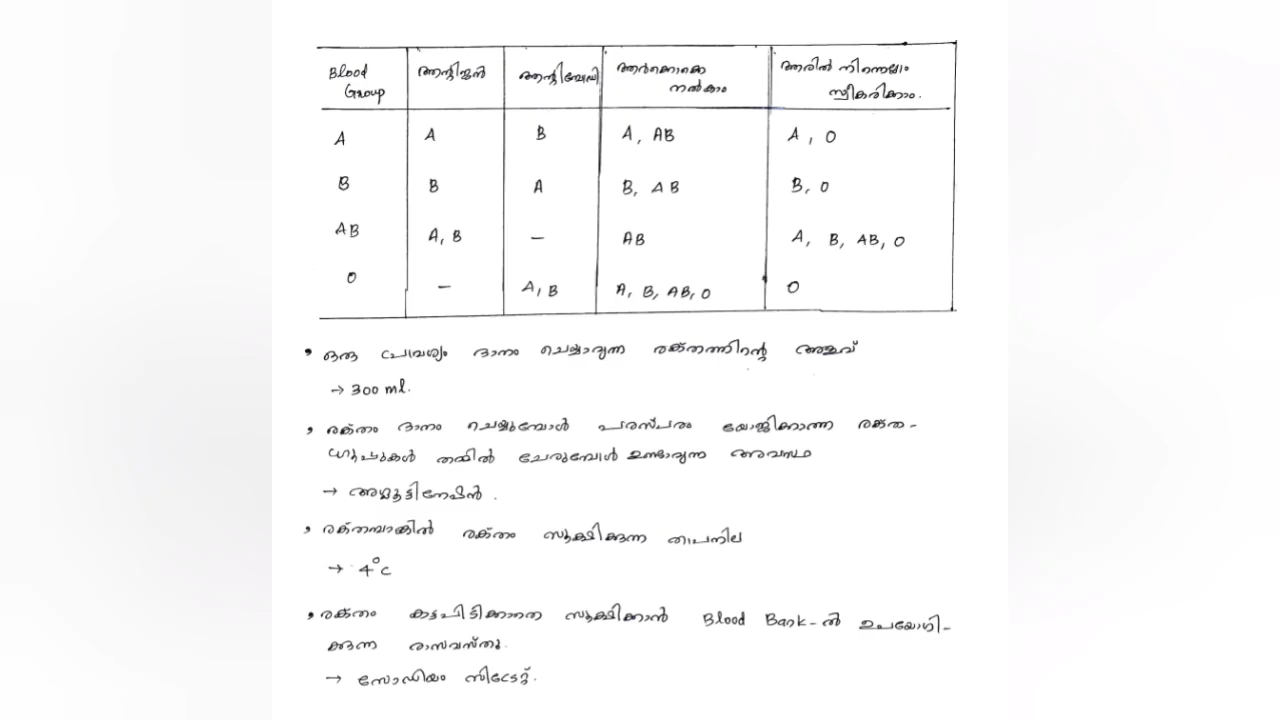 Blood Group | ആന്റിജൻ | ആന്റിബോഡി | ആർക്കൊക്കെ നൽകാം | ആരിൽ നിന്നെല്ലാം സ്വീകരിക്കാം.
A | A | B | A, AB | A, O
B | B | A | B, AB | B, O
AB | A, B | — | AB | A, B, AB, O
O | — | A, B | A, B, AB, O | O
, ഒരു പ്രാവശ്യം ദാനം ചെയ്യാവുന്ന രക്തത്തിന്റെ അളവ്
→ 300 ml.
, രക്തം ദാനം ചെയ്യുമ്പോൾ പരസ്പരം യോജിക്കാത്ത രക്ത-
ഗ്രൂപ്പുകൾ തമ്മിൽ ചേരുമ്പോൾ ഉണ്ടാവുന്ന അവസ്ഥ
→ അഗ്ലൂട്ടിനേഷൻ.
, രക്തബാങ്കിൽ രക്തം സൂക്ഷിക്കുന്ന താപനില
→ 4°C
, രക്തം കട്ടപിടിക്കാതെ സൂക്ഷിക്കാൻ Blood Bank-ൽ ഉപയോഗി-
ക്കുന്ന രാസവസ്തു.
→ സോഡിയം സിട്രേറ്റ്.